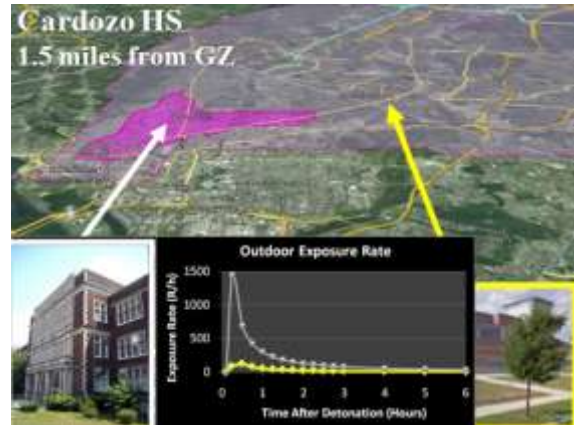 Cardozo HS
1.5 miles from GZ
Outdoor Exposure Rate
Exposure Rate (R/h)
1500
1000
500
0
0 1 2 3 4 5 6
Time After Detonation (Hours)